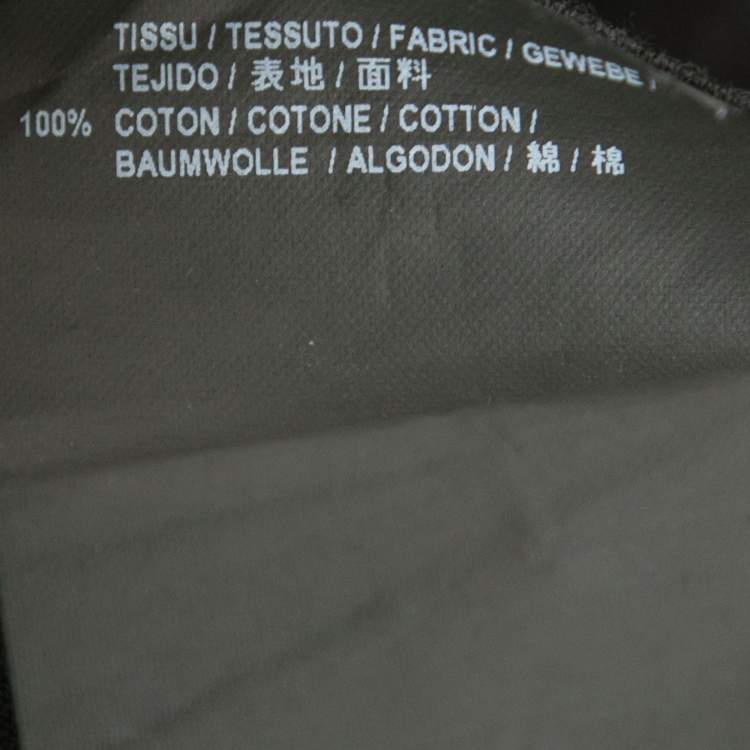 TISSU / TESSUTO / FABRIC / GEWEBE /
TEJIDO / 表地 / 面料
100% COTON / COTONE / COTTON /
BAUMWOLLE / ALGODON / 綿 / 棉